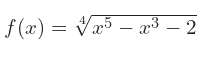 f(x) = ∜(x⁵ − x³ − 2)